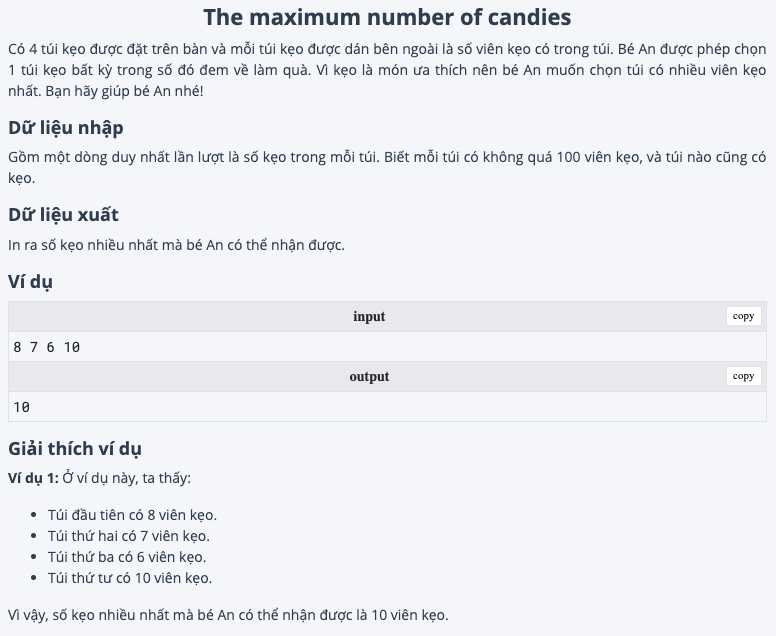 The maximum number of candies
Có 4 túi kẹo được đặt trên bàn và mỗi túi kẹo được dán bên ngoài là số viên kẹo có trong túi. Bé An được phép chọn
1 túi kẹo bất kỳ trong số đó đem về làm quà. Vì kẹo là món ưa thích nên bé An muốn chọn túi có nhiều viên kẹo
nhất. Bạn hãy giúp bé An nhé!
Dữ liệu nhập
Gồm một dòng duy nhất lần lượt là số kẹo trong mỗi túi. Biết mỗi túi có không quá 100 viên kẹo, và túi nào cũng có
kẹo.
Dữ liệu xuất
In ra số kẹo nhiều nhất mà bé An có thể nhận được.
Ví dụ
input copy
8 7 6 10
output copy
10
Giải thích ví dụ
Ví dụ 1: Ở ví dụ này, ta thấy:
• Túi đầu tiên có 8 viên kẹo.
• Túi thứ hai có 7 viên kẹo.
• Túi thứ ba có 6 viên kẹo.
• Túi thứ tư có 10 viên kẹo.
Vì vậy, số kẹo nhiều nhất mà bé An có thể nhận được là 10 viên kẹo.